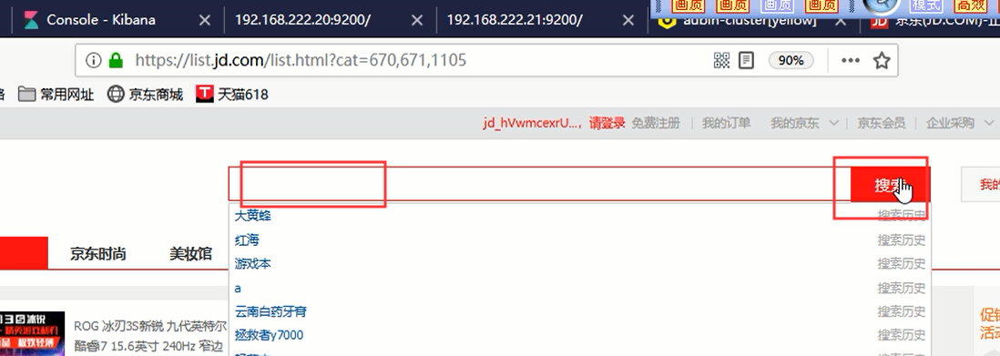 画质 画质 画质 画质 模式 高效
Console - Kibana 192.168.222.20:9200/ 192.168.222.21:9200/ aubin-cluster[yellow] 京东(JD.COM)-正
https://list.jd.com/list.html?cat=670,671,1105 90%
常用网址 京东商城 T 天猫618
jd_hVwmcexrU..., 请登录 免费注册 我的订单 我的京东 京东会员 企业采购
搜索 我的
大黄蜂 搜索历史
红海 搜索历史
京东时尚 美妆馆
游戏本 搜索历史
a 搜索历史
云南白药牙膏 搜索历史
促销
ROG 冰刃3S新锐 九代英特尔
活动
拯救者y7000 搜索历史
酷睿i7 15.6英寸 240Hz 窄边